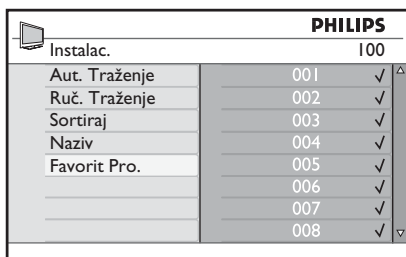 PHILIPS
Instalac. 100
Aut. Traženje 001 ✓
Ruč. Traženje 002 ✓
Sortiraj 003 ✓
Naziv 004 ✓
Favorit Pro. 005 ✓
006 ✓
007 ✓
008 ✓